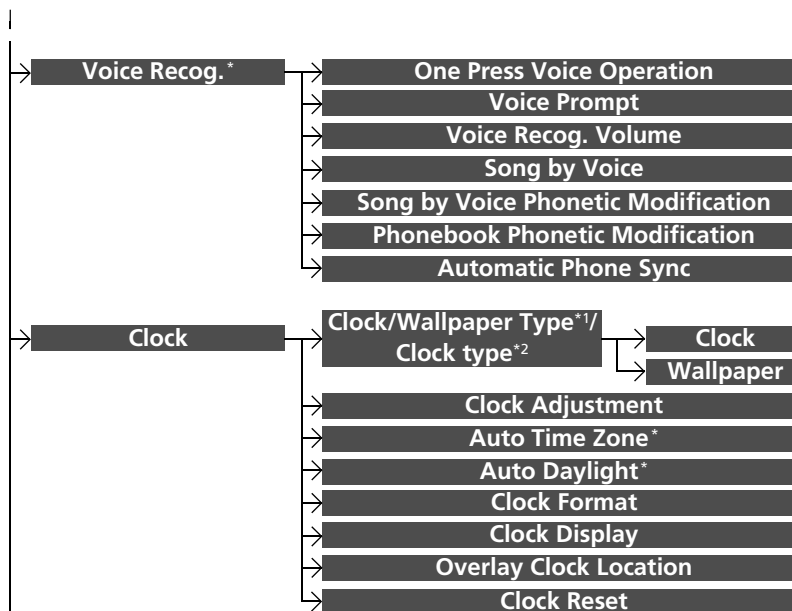 Voice Recog.*
One Press Voice Operation
Voice Prompt
Voice Recog. Volume
Song by Voice
Song by Voice Phonetic Modification
Phonebook Phonetic Modification
Automatic Phone Sync
Clock
Clock/Wallpaper Type*1/
Clock type*2
Clock
Wallpaper
Clock Adjustment
Auto Time Zone*
Auto Daylight*
Clock Format
Clock Display
Overlay Clock Location
Clock Reset